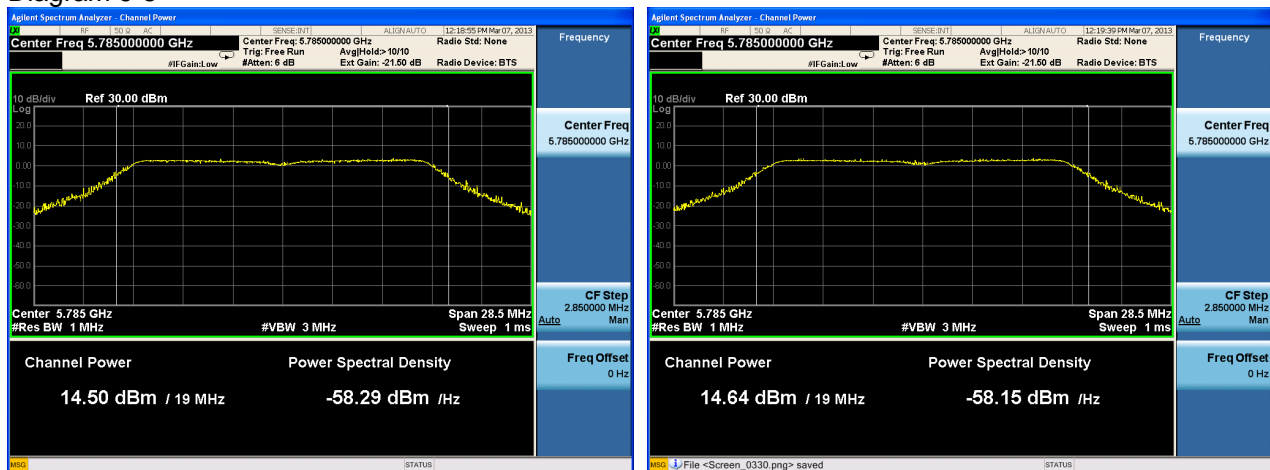 Agilent Spectrum Analyzer - Channel Power
RF 50 Ω AC SENSE:INT ALIGN AUTO 12:18:55 PM Mar 07, 2013
Center Freq 5.785000000 GHz
Center Freq: 5.785000000 GHz
Radio Std: None
Trig: Free Run Avg|Hold:> 10/10
#IFGain:Low #Atten: 6 dB Ext Gain: -21.50 dB Radio Device: BTS
10 dB/div Ref 30.00 dBm
Log
20.0
10.0
0.00
-10.0
-20.0
-30.0
-40.0
-50.0
-60.0
Center 5.785 GHz Span 28.5 MHz
#Res BW 1 MHz #VBW 3 MHz Sweep 1 ms
Channel Power Power Spectral Density
14.50 dBm / 19 MHz -58.29 dBm /Hz
MSG STATUS
Frequency
Center Freq
5.785000000 GHz
CF Step
2.850000 MHz
Auto Man
Freq Offset
0 Hz
Agilent Spectrum Analyzer - Channel Power
RF 50 Ω AC SENSE:INT ALIGN AUTO 12:19:39 PM Mar 07, 2013
Center Freq 5.785000000 GHz
Center Freq: 5.785000000 GHz
Radio Std: None
Trig: Free Run Avg|Hold:> 10/10
#IFGain:Low #Atten: 6 dB Ext Gain: -21.50 dB Radio Device: BTS
10 dB/div Ref 30.00 dBm
Log
20.0
10.0
0.00
-10.0
-20.0
-30.0
-40.0
-50.0
-60.0
Center 5.785 GHz Span 28.5 MHz
#Res BW 1 MHz #VBW 3 MHz Sweep 1 ms
Channel Power Power Spectral Density
14.64 dBm / 19 MHz -58.15 dBm /Hz
MSG File <Screen_0330.png> saved STATUS
Frequency
Center Freq
5.785000000 GHz
CF Step
2.850000 MHz
Auto Man
Freq Offset
0 Hz